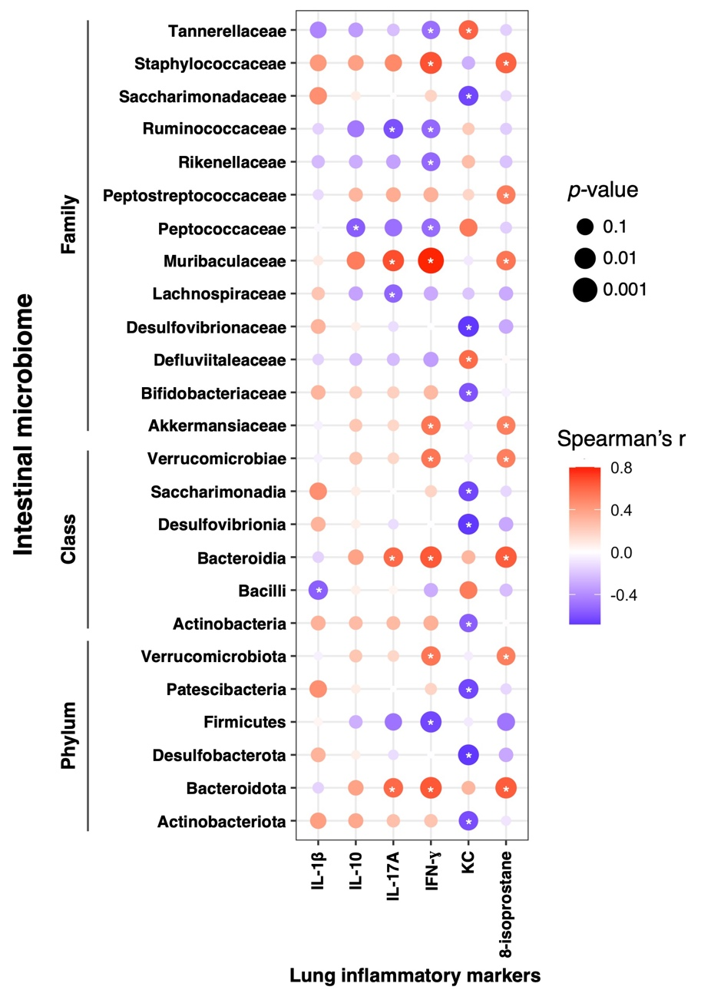 Intestinal microbiome
Family
Class
Phylum
Tannerellaceae
Staphylococcaceae
Saccharimonadaceae
Ruminococcaceae
Rikenellaceae
Peptostreptococcaceae
Peptococcaceae
Muribaculaceae
Lachnospiraceae
Desulfovibrionaceae
Defluviitaleaceae
Bifidobacteriaceae
Akkermansiaceae
Verrucomicrobiae
Saccharimonadia
Desulfovibrionia
Bacteroidia
Bacilli
Actinobacteria
Verrucomicrobiota
Patescibacteria
Firmicutes
Desulfobacterota
Bacteroidota
Actinobacteriota
IL-1β
IL-10
IL-17A
IFN-γ
KC
8-isoprostane
Lung inflammatory markers
p-value
0.1
0.01
0.001
Spearman’s r
0.8
0.4
0.0
-0.4